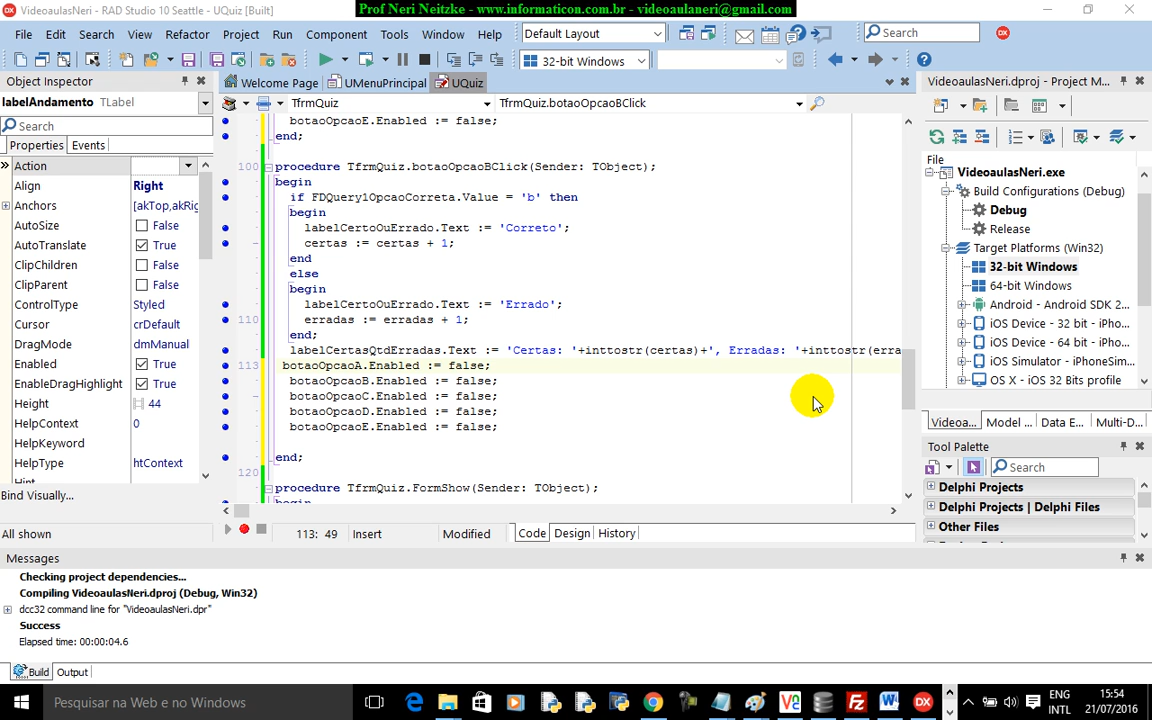 Prof Neri Neitzke - www.informaticon.com.br - videoaulaneri@gmail.com
VideoaulasNeri - RAD Studio 10 Seattle - UQuiz [Built]
File Edit Search View Refactor Project Run Component Tools Window Help
Default Layout
Search
32-bit Windows
Object Inspector
labelAndamento TLabel
Search
Properties Events
Action
Align Right
Anchors [akTop,akRig
AutoSize False
AutoTranslate True
ClipChildren False
ClipParent False
ControlType Styled
Cursor crDefault
DragMode dmManual
Enabled True
EnableDragHighlight True
Height 44
HelpContext 0
HelpKeyword
HelpType htContext
Bind Visually...
All shown
Welcome Page UMenuPrincipal UQuiz
TfrmQuiz TfrmQuiz.botaoOpcaoBClick
botaoOpcaoE.Enabled := false;
end;
100 procedure TfrmQuiz.botaoOpcaoBClick(Sender: TObject);
begin
if FDQuery1OpcaoCorreta.Value = 'b' then
begin
labelCertoOuErrado.Text := 'Correto';
certas := certas + 1;
end
else
begin
labelCertoOuErrado.Text := 'Errado';
110 erradas := erradas + 1;
end;
labelCertasQtdErradas.Text := 'Certas: '+inttostr(certas)+', Erradas: '+inttostr(erra
113 botaoOpcaoA.Enabled := false;
botaoOpcaoB.Enabled := false;
botaoOpcaoC.Enabled := false;
botaoOpcaoD.Enabled := false;
botaoOpcaoE.Enabled := false;
end;
120
procedure TfrmQuiz.FormShow(Sender: TObject);
113: 49 Insert Modified Code Design History
VideoaulasNeri.dproj - Project M...
File
VideoaulasNeri.exe
Build Configurations (Debug)
Debug
Release
Target Platforms (Win32)
32-bit Windows
64-bit Windows
Android - Android SDK 2...
iOS Device - 32 bit - iPho...
iOS Device - 64 bit - iPho...
iOS Simulator - iPhoneSim...
OS X - iOS 32 Bits profile
Videoa... Model ... Data E... Multi-D...
Tool Palette
Search
Delphi Projects
Delphi Projects | Delphi Files
Other Files
Messages
Checking project dependencies...
Compiling VideoaulasNeri.dproj (Debug, Win32)
dcc32 command line for "VideoaulasNeri.dpr"
Success
Elapsed time: 00:00:04.6
Build Output
Pesquisar na Web e no Windows
ENG
INTL
15:54
21/07/2016